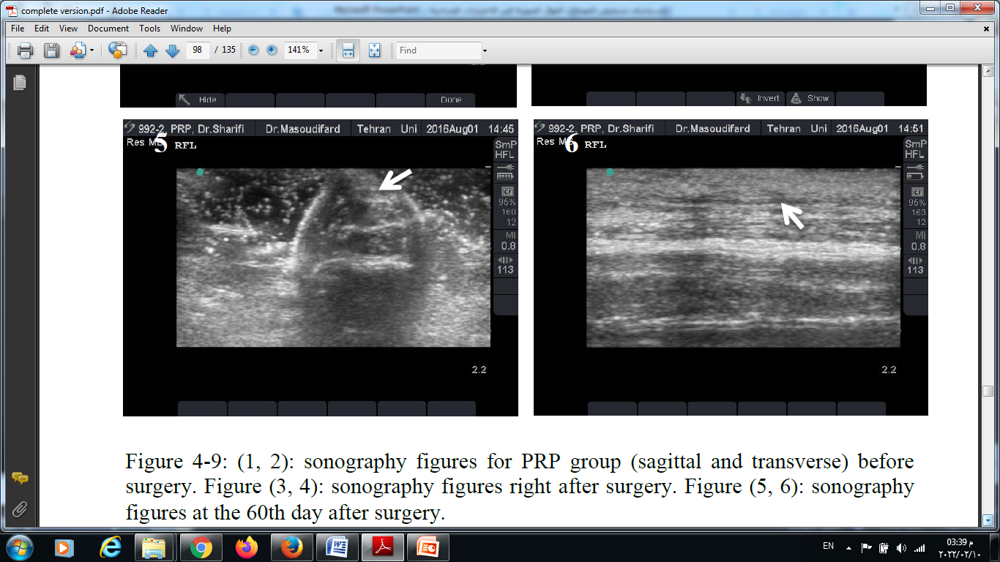 complete version.pdf - Adobe Reader
File Edit View Document Tools Window Help
98 / 135 141% Find
Hide Done
Invert Show
992-2, PRP, Dr.Sharifi Dr.Masoudifard Tehran Uni 2016Aug01 14:45
Res MB 5 RFL
SmP
HFL
CF
95%
160
12
MI
0.8
113
2.2
992-2, PRP, Dr.Sharifi Dr.Masoudifard Tehran Uni 2016Aug01 14:51
Res MB 6 RFL
SmP
HFL
CF
95%
163
12
MI
0.8
113
2.2
Figure 4-9: (1, 2): sonography figures for PRP group (sagittal and transverse) before
surgery. Figure (3, 4): sonography figures right after surgery. Figure (5, 6): sonography
figures at the 60th day after surgery.
EN
03:39 م
٢٠٢٢/٠٢/١٠